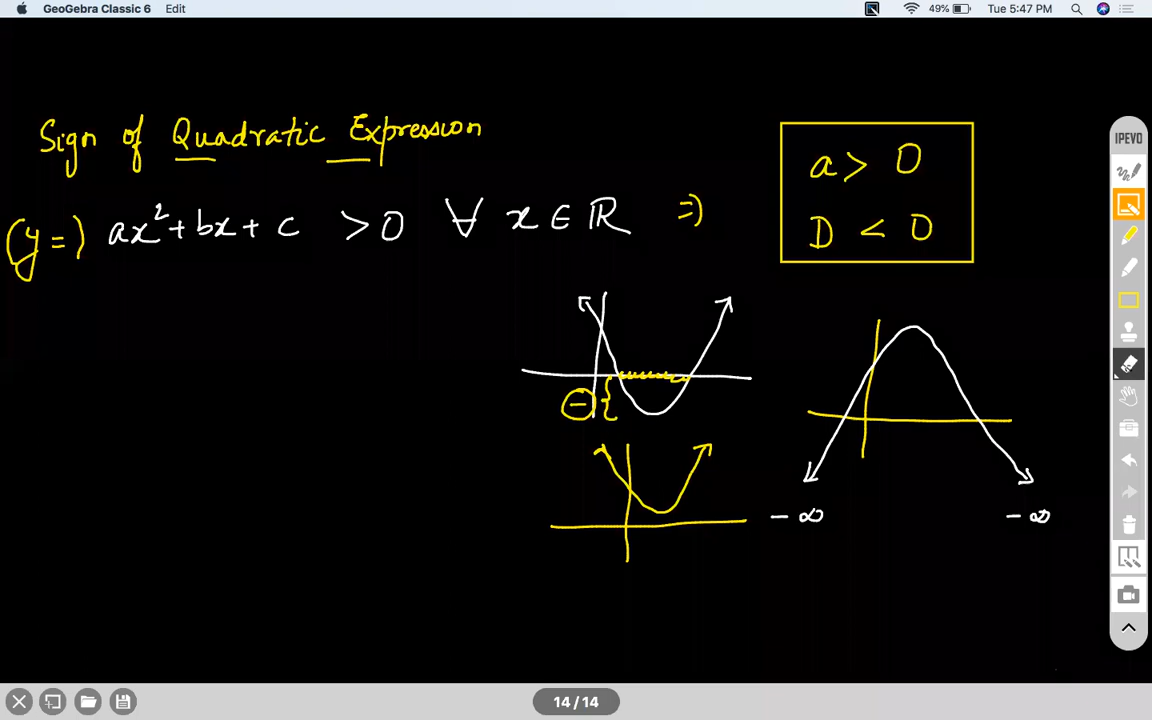 GeoGebra Classic 6 Edit 49% Tue 5:47 PM
Sign of Quadratic Expression
(y=) ax²+bx+c >0 ∀ x∈ℝ ⇒)
a> 0
D < 0
IPEVO
−
−∞ −∞
14/14